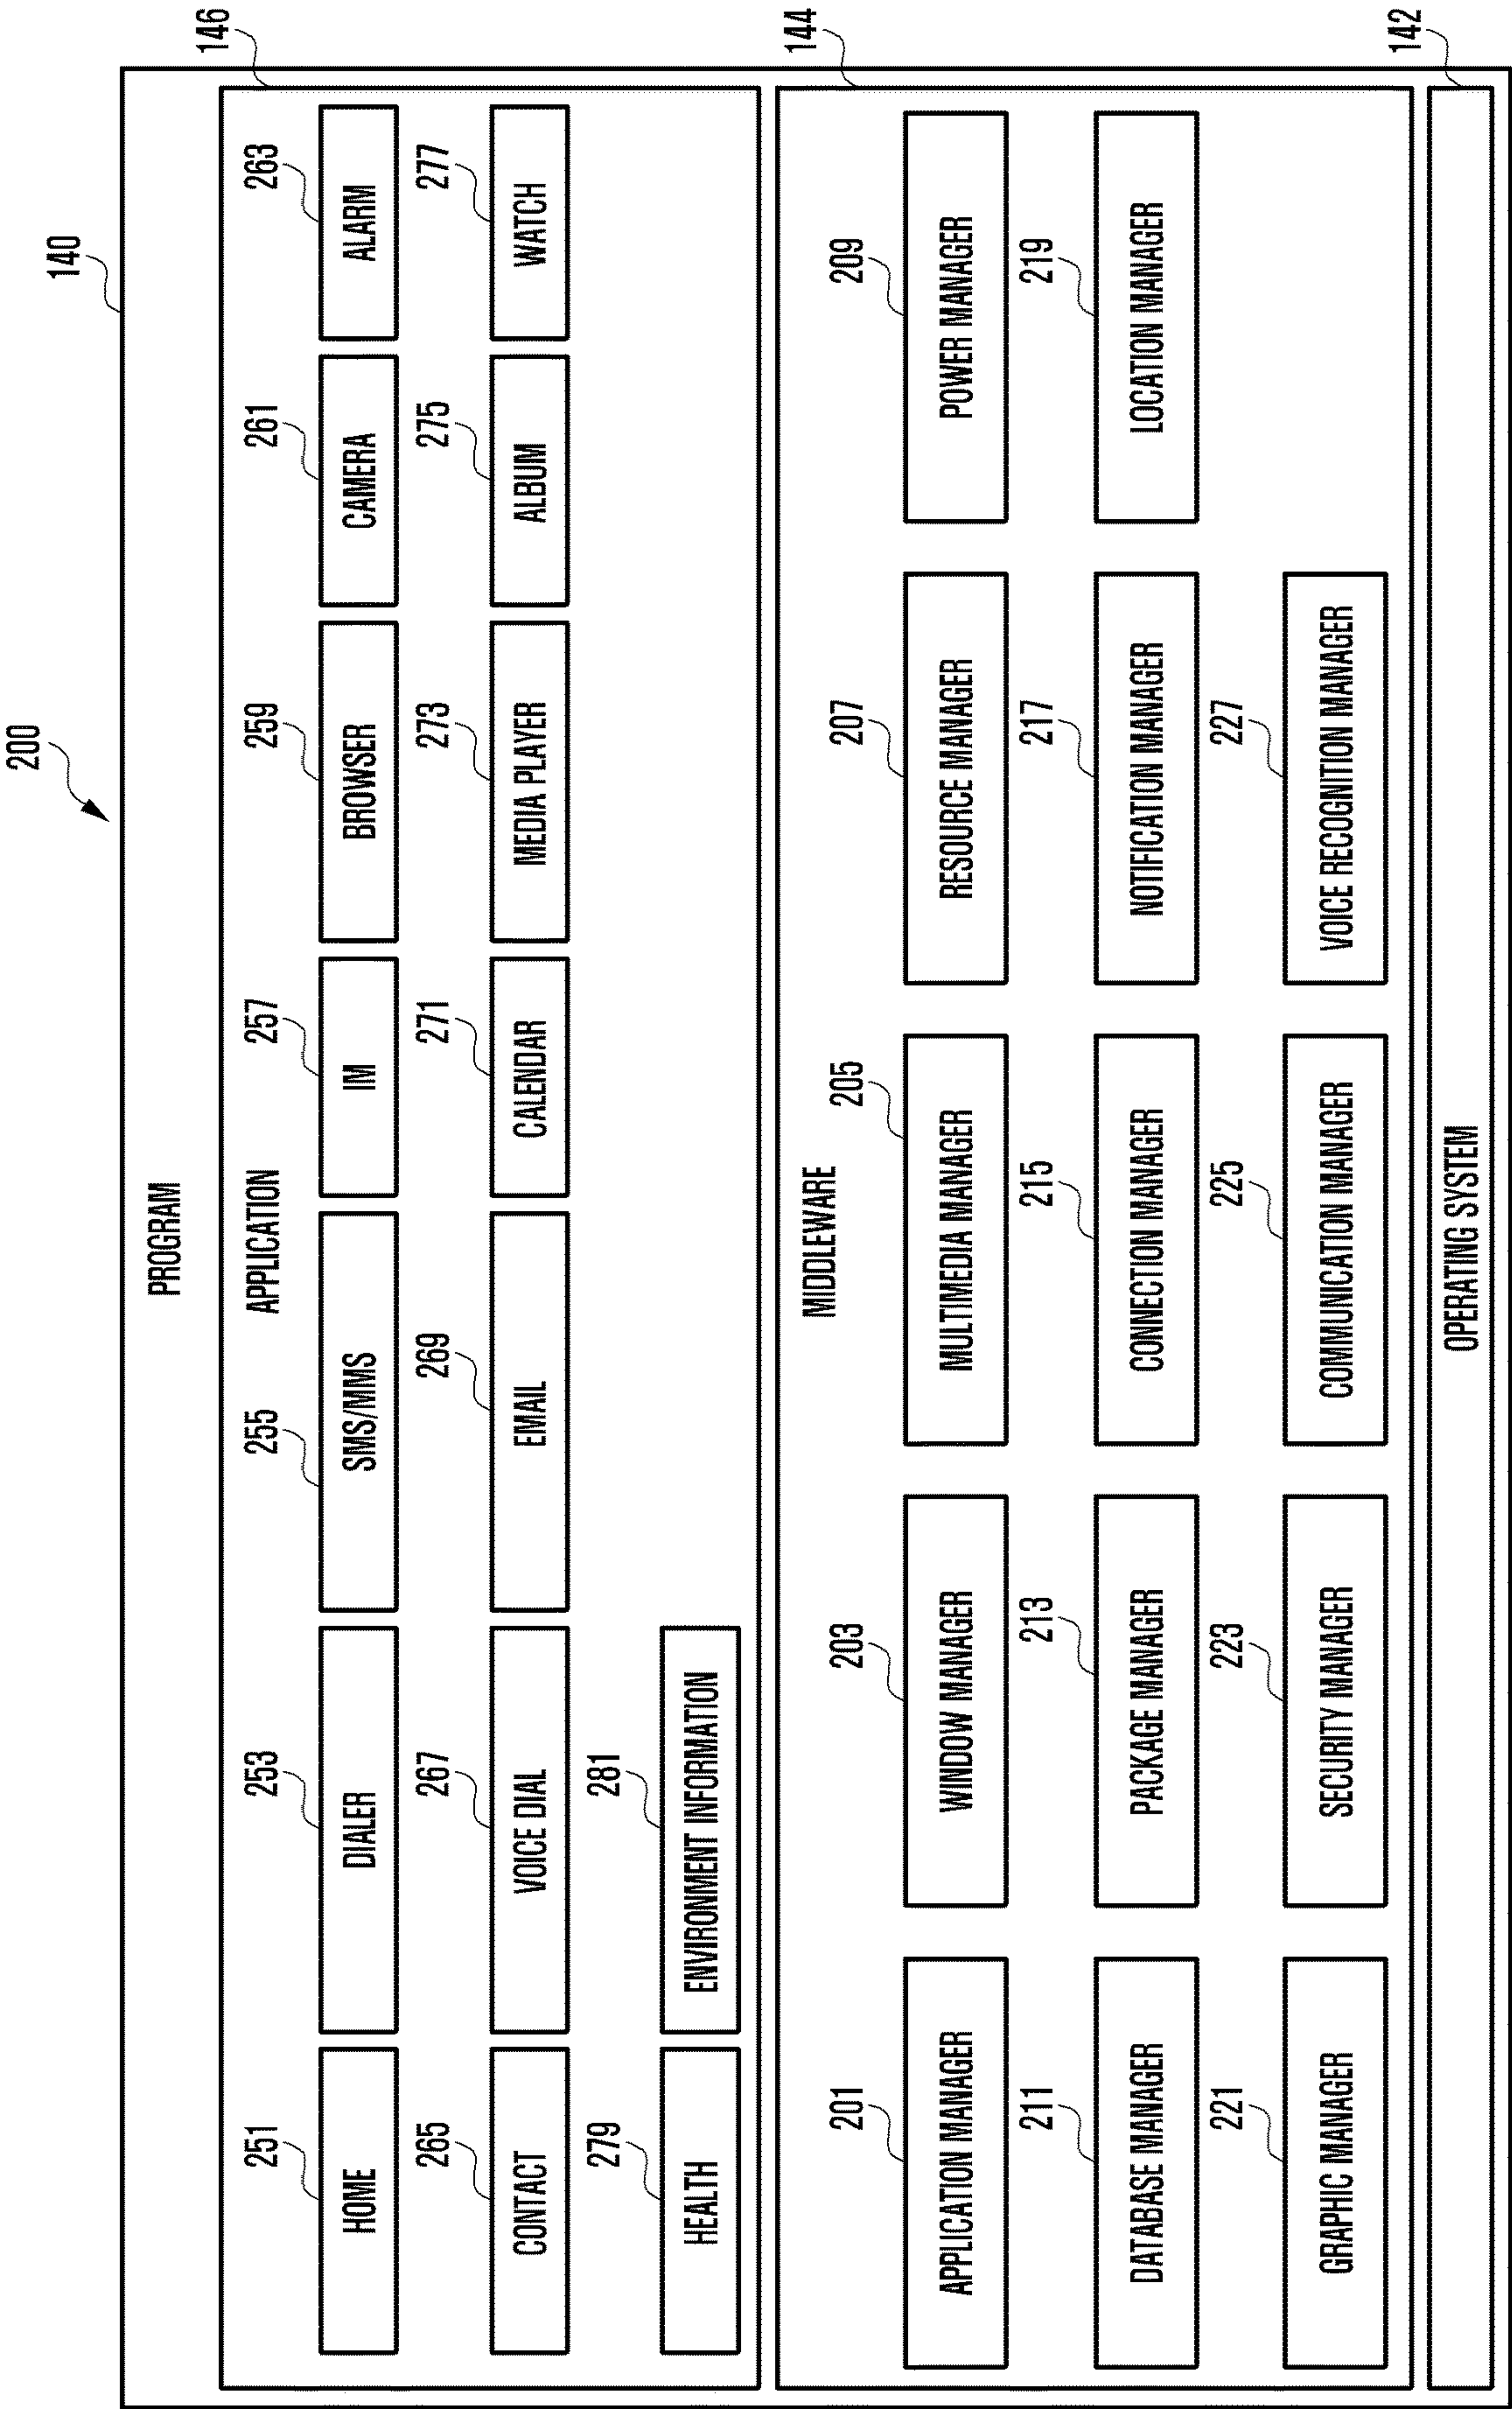 200
140
PROGRAM
146
APPLICATION
251
253
255
257
259
261
263
HOME
DIALER
SMS/MMS
IM
BROWSER
CAMERA
ALARM
265
267
269
271
273
275
277
CONTACT
VOICE DIAL
EMAIL
CALENDAR
MEDIA PLAYER
ALBUM
WATCH
279
281
HEALTH
ENVIRONMENT INFORMATION
144
MIDDLEWARE
201
203
205
207
209
APPLICATION MANAGER
WINDOW MANAGER
MULTIMEDIA MANAGER
RESOURCE MANAGER
POWER MANAGER
211
213
215
217
219
DATABASE MANAGER
PACKAGE MANAGER
CONNECTION MANAGER
NOTIFICATION MANAGER
LOCATION MANAGER
221
223
225
227
GRAPHIC MANAGER
SECURITY MANAGER
COMMUNICATION MANAGER
VOICE RECOGNITION MANAGER
142
OPERATING SYSTEM